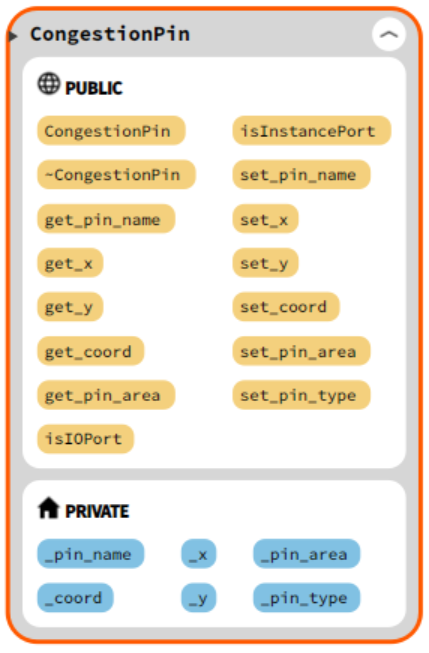 CongestionPin
PUBLIC
CongestionPin isInstancePort
~CongestionPin set_pin_name
get_pin_name set_x
get_x set_y
get_y set_coord
get_coord set_pin_area
get_pin_area set_pin_type
isIOPort
PRIVATE
_pin_name _x _pin_area
_coord _y _pin_type